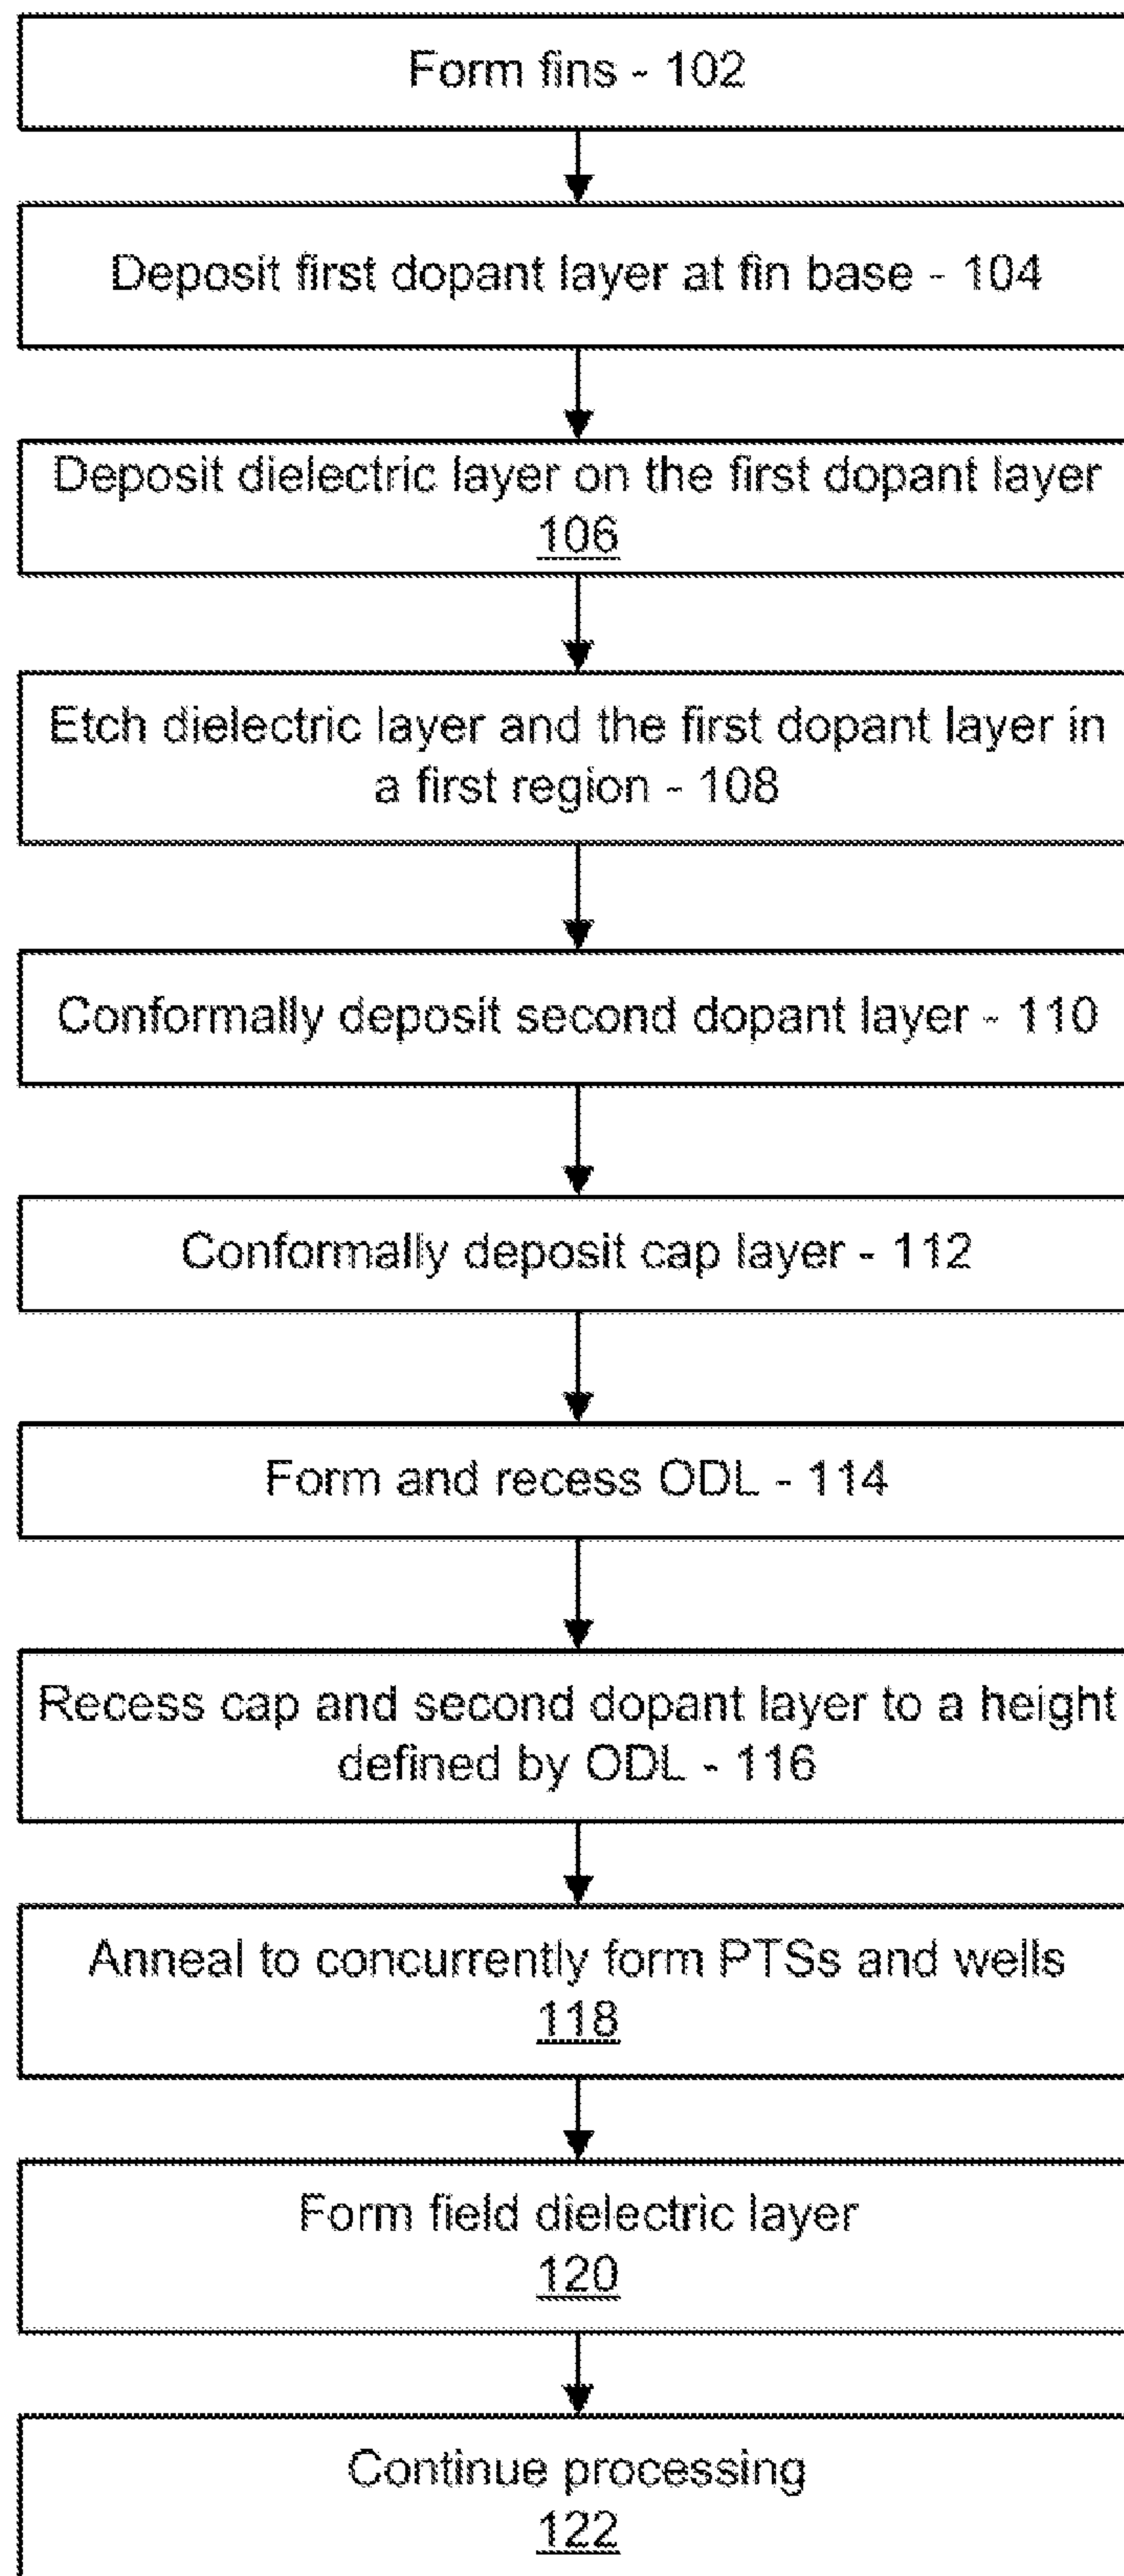 Form fins - 102
Deposit first dopant layer at fin base - 104
Deposit dielectric layer on the first dopant layer
106
Etch dielectric layer and the first dopant layer in
a first region - 108
Conformally deposit second dopant layer - 110
Conformally deposit cap layer - 112
Form and recess ODL - 114
Recess cap and second dopant layer to a height
defined by ODL - 116
Anneal to concurrently form PTSs and wells
118
Form field dielectric layer
120
Continue processing
122